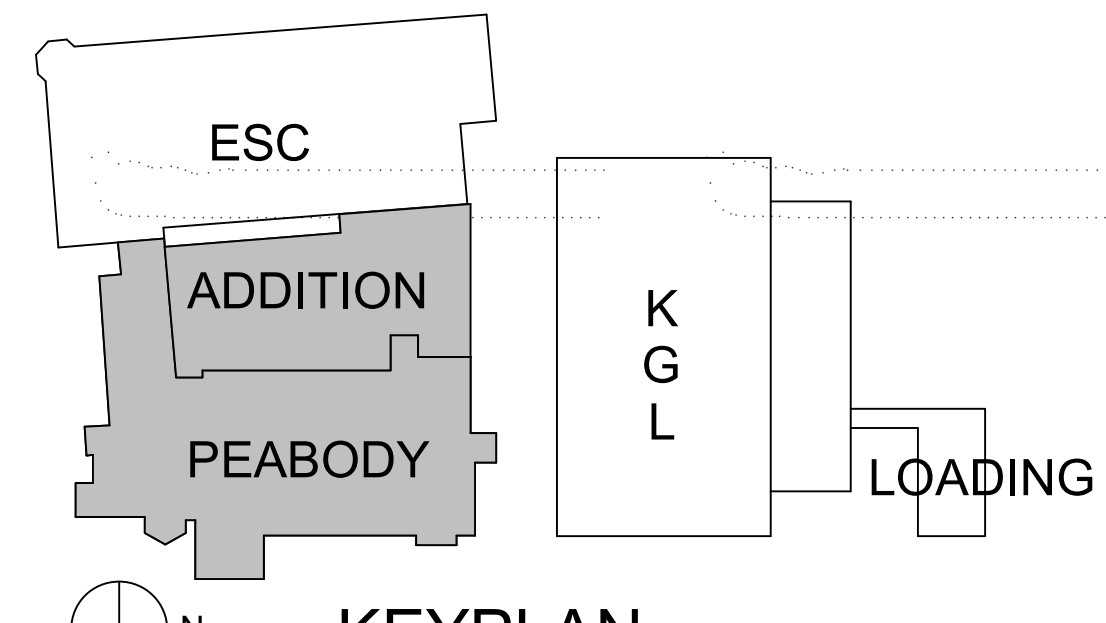 ESC
ADDITION
K
G
L
PEABODY
LOADING
N
KEYPLAN